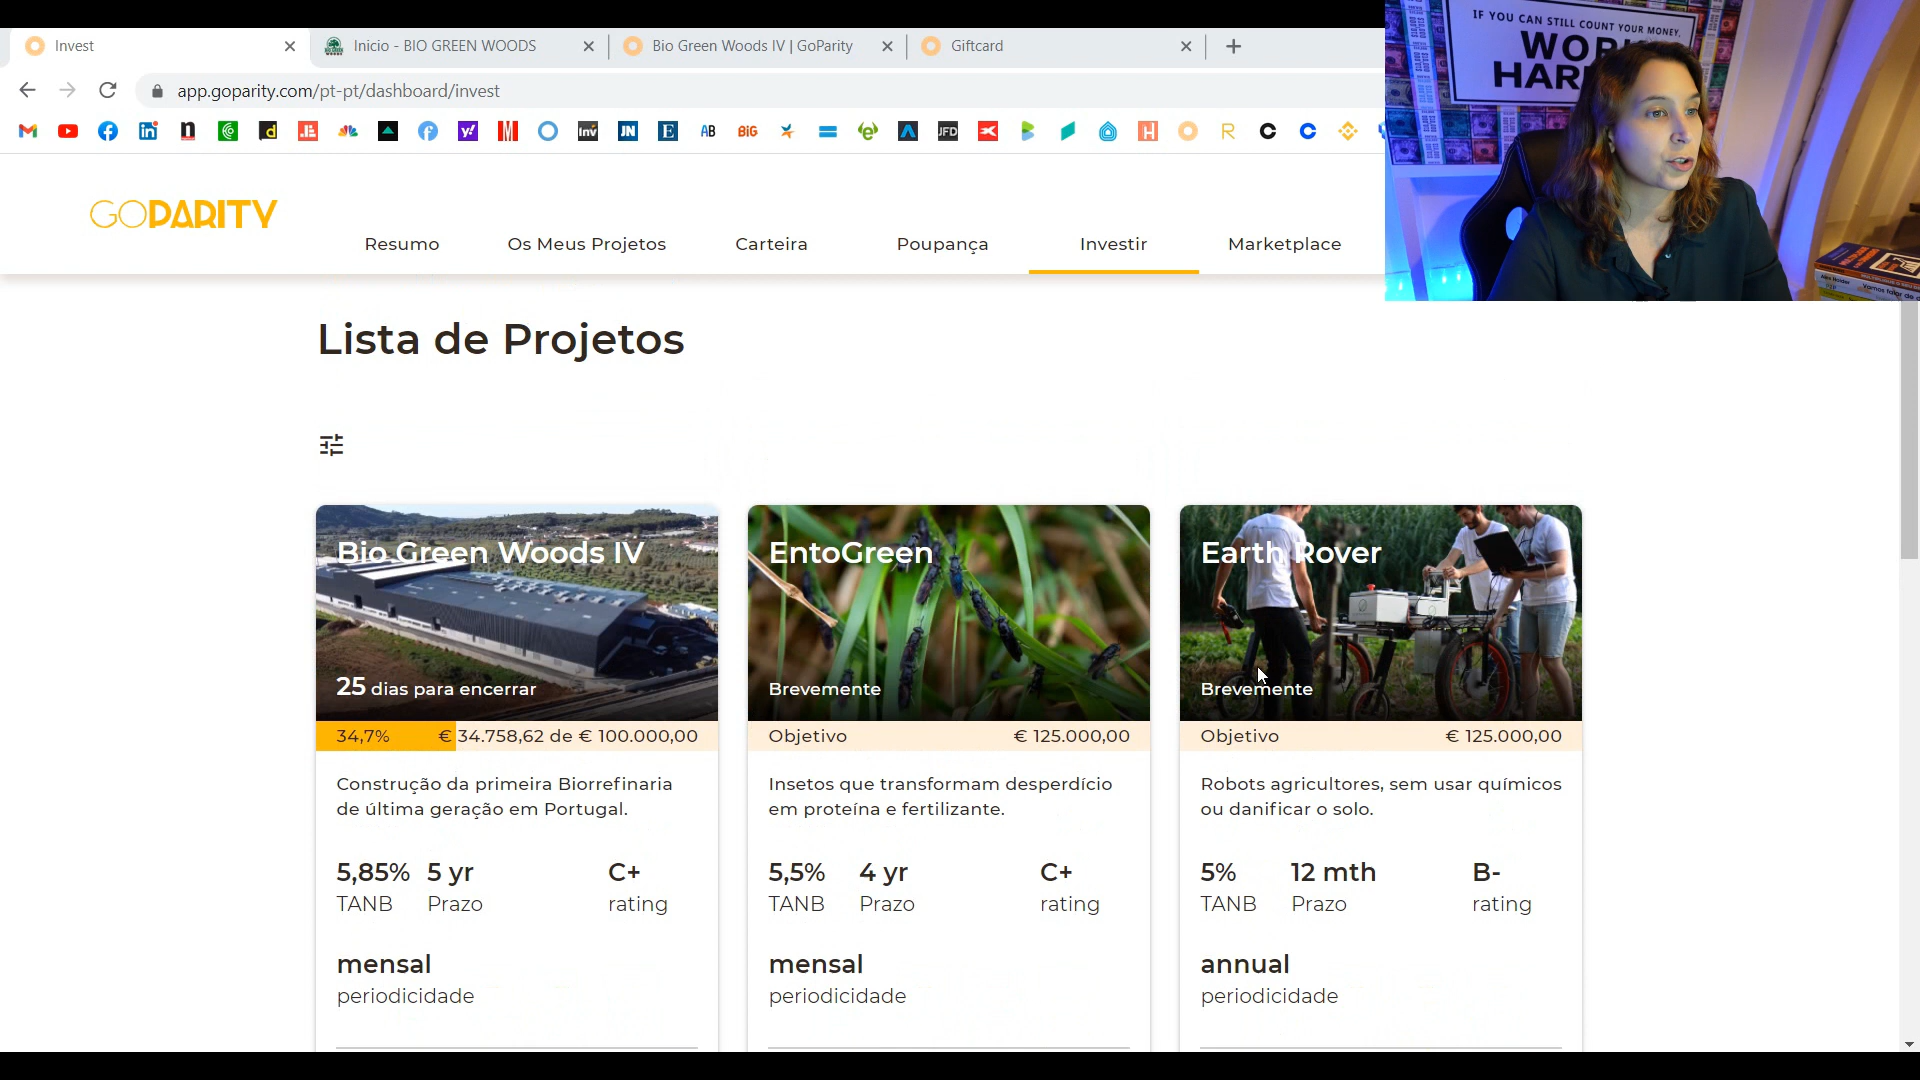 Invest
Inicio - BIO GREEN WOODS
Bio Green Woods IV | GoParity
Giftcard
app.goparity.com/pt-pt/dashboard/invest
IF YOU CAN STILL COUNT YOUR MONEY,
GOPARITY
Resumo
Os Meus Projetos
Carteira
Poupança
Investir
Marketplace
Lista de Projetos
Bio Green Woods IV
25 dias para encerrar
34,7% € 34.758,62 de € 100.000,00
Construção da primeira Biorrefinaria
de última geração em Portugal.
5,85% 5 yr C+
TANB Prazo rating
mensal
periodicidade
EntoGreen
Brevemente
Objetivo € 125.000,00
Insetos que transformam desperdício
em proteína e fertilizante.
5,5% 4 yr C+
TANB Prazo rating
mensal
periodicidade
Earth Rover
Brevemente
Objetivo € 125.000,00
Robots agricultores, sem usar químicos
ou danificar o solo.
5% 12 mth B-
TANB Prazo rating
annual
periodicidade